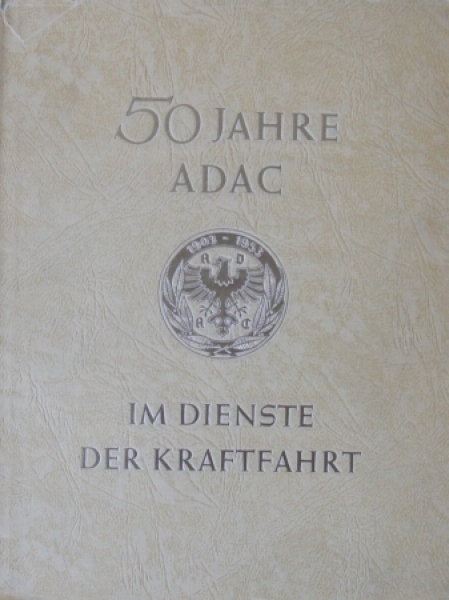 50 JAHRE
ADAC
1903 - 1953
A D
A C
IM DIENSTE
DER KRAFTFAHRT